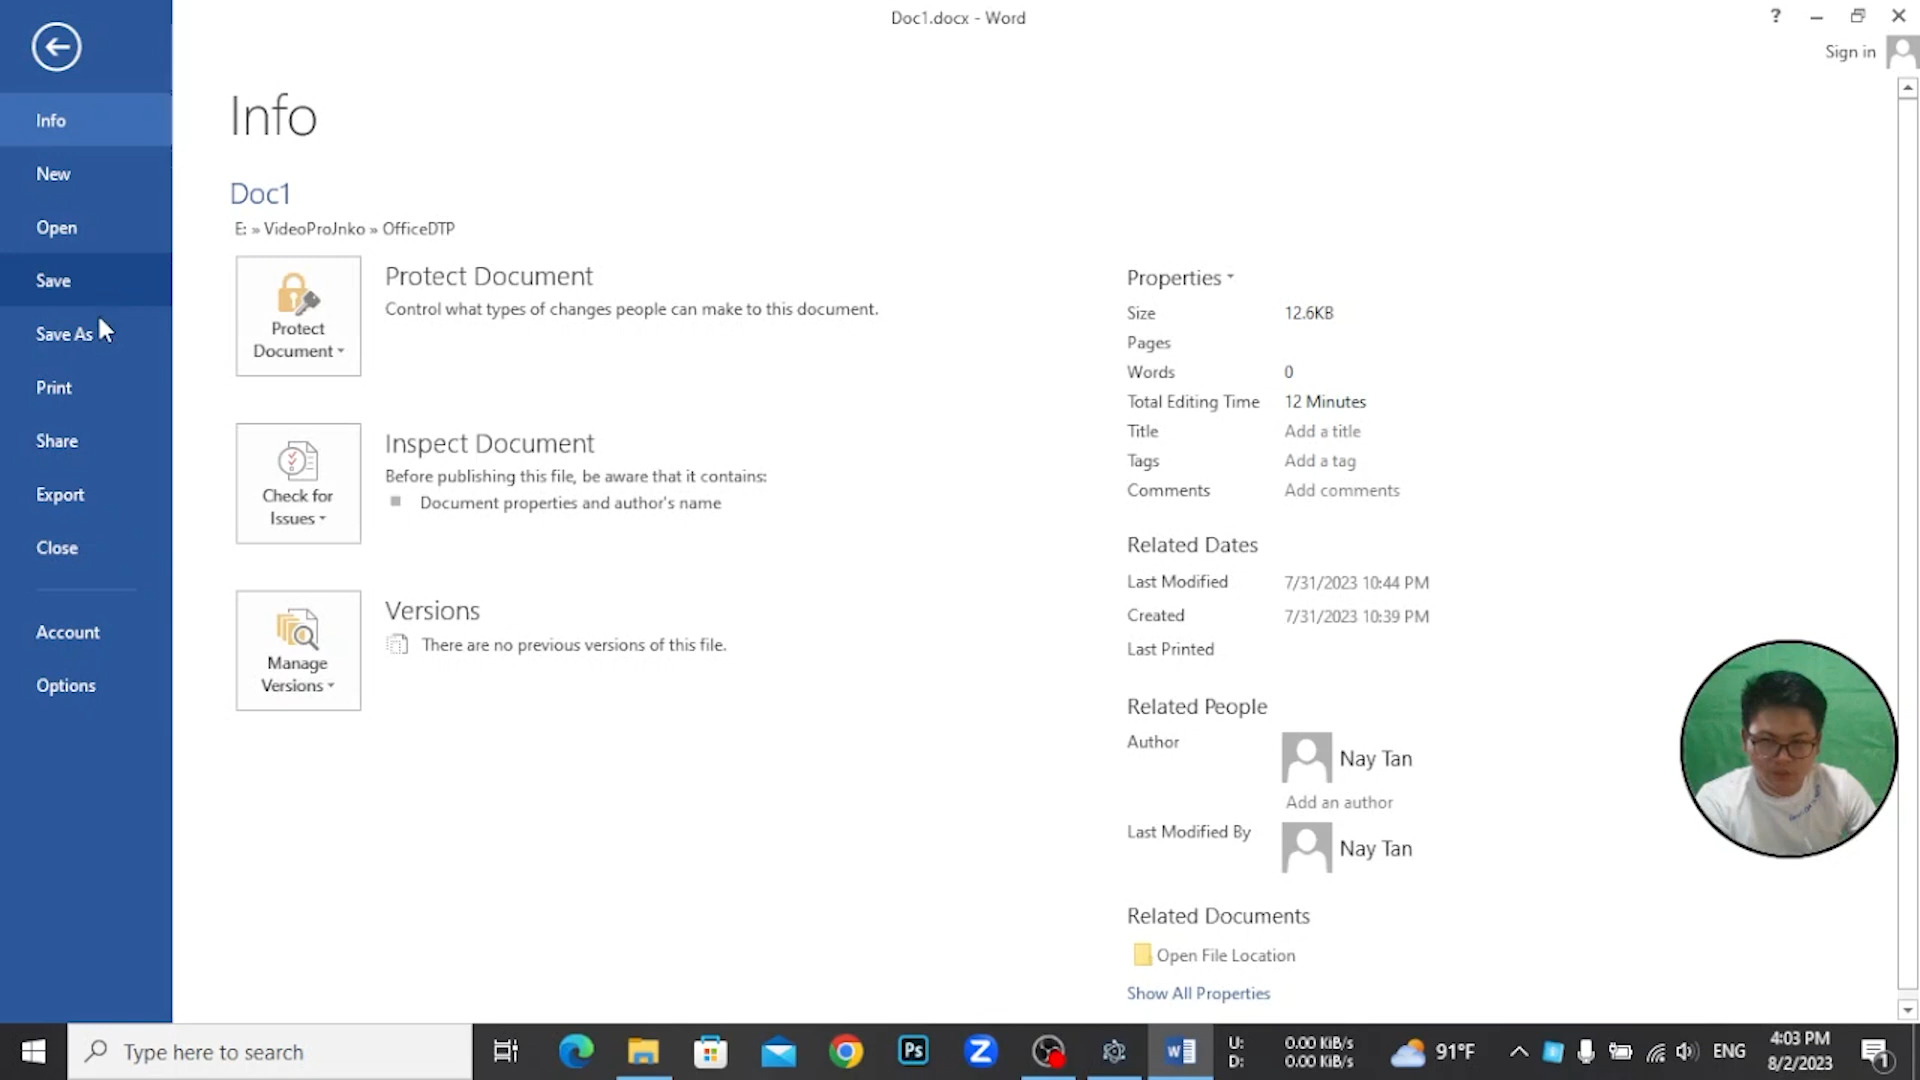 Doc1.docx - Word
?
Sign in
Info
New
Open
Save
Save As
Print
Share
Export
Close
Account
Options
Info
Doc1
E: » VideoProJnko » OfficeDTP
Protect Document
Protect Document
Control what types of changes people can make to this document.
Check for Issues
Inspect Document
Before publishing this file, be aware that it contains:
Document properties and author's name
Manage Versions
Versions
There are no previous versions of this file.
Properties
Size 12.6KB
Pages
Words 0
Total Editing Time 12 Minutes
Title Add a title
Tags Add a tag
Comments Add comments
Related Dates
Last Modified 7/31/2023 10:44 PM
Created 7/31/2023 10:39 PM
Last Printed
Related People
Author Nay Tan
Add an author
Last Modified By Nay Tan
Related Documents
Open File Location
Show All Properties
Type here to search
Ps
Z
W
U: 0.00 KiB/s
D: 0.00 KiB/s
91°F
ENG
4:03 PM
8/2/2023
1